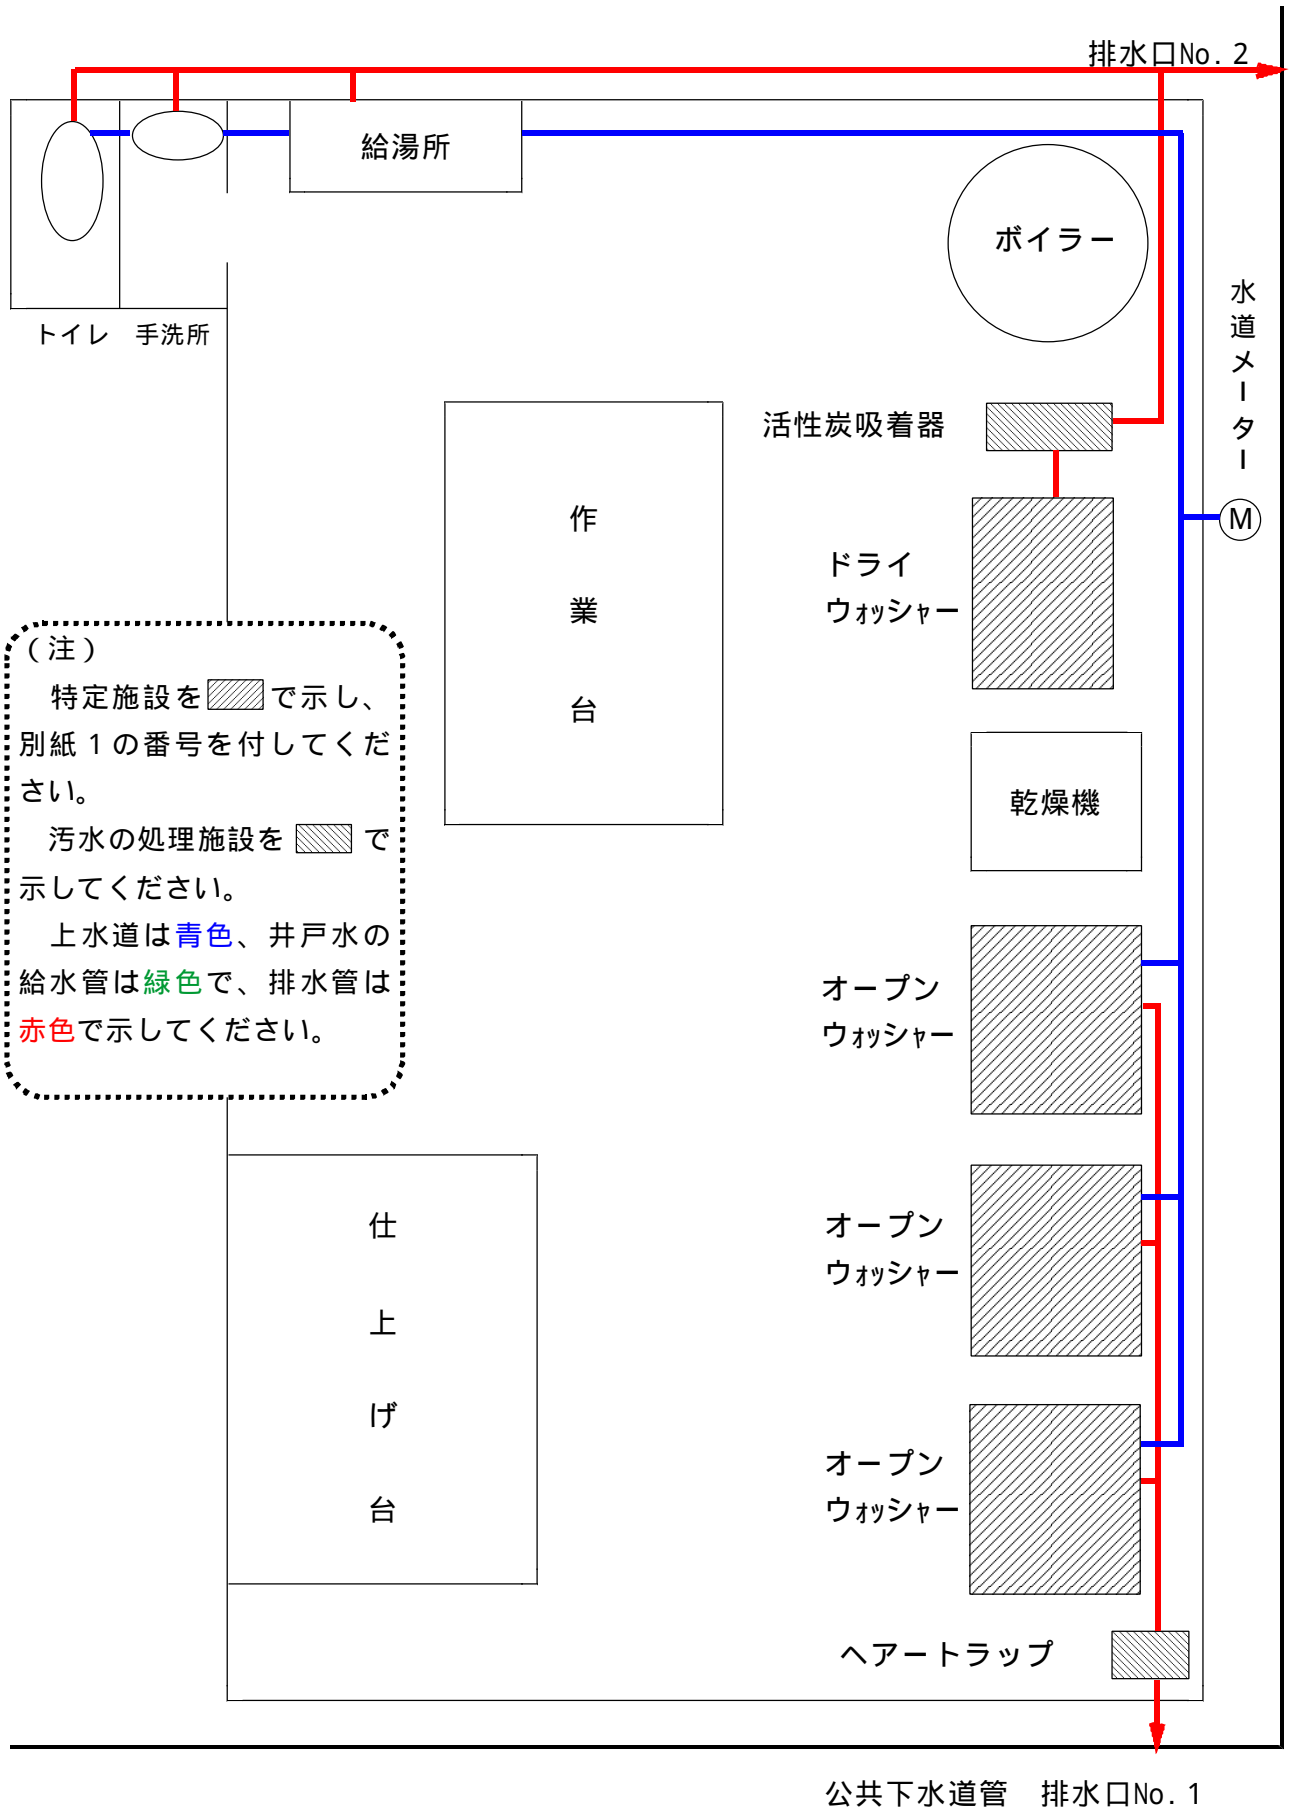 排水口No.2
給湯所
ボイラー
トイレ
手洗所
水道メーター
M
活性炭吸着器
作業台
ドライ
ウォッシャー
(注)
特定施設を で示し、
別紙1の番号を付してくだ
さい。
汚水の処理施設を で
示してください。
上水道は青色、井戸水の
給水管は緑色で、排水管は
赤色で示してください。
乾燥機
オープン
ウォッシャー
仕上げ台
オープン
ウォッシャー
オープン
ウォッシャー
ヘアートラップ
公共下水道管 排水口No.1